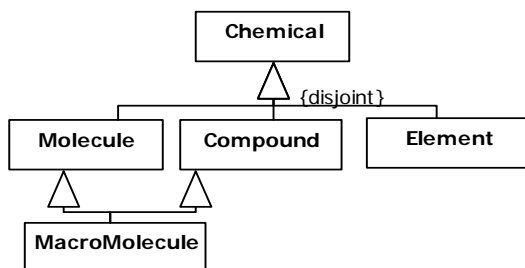 Chemical
{disjoint}
Molecule
Compound
Element
MacroMolecule